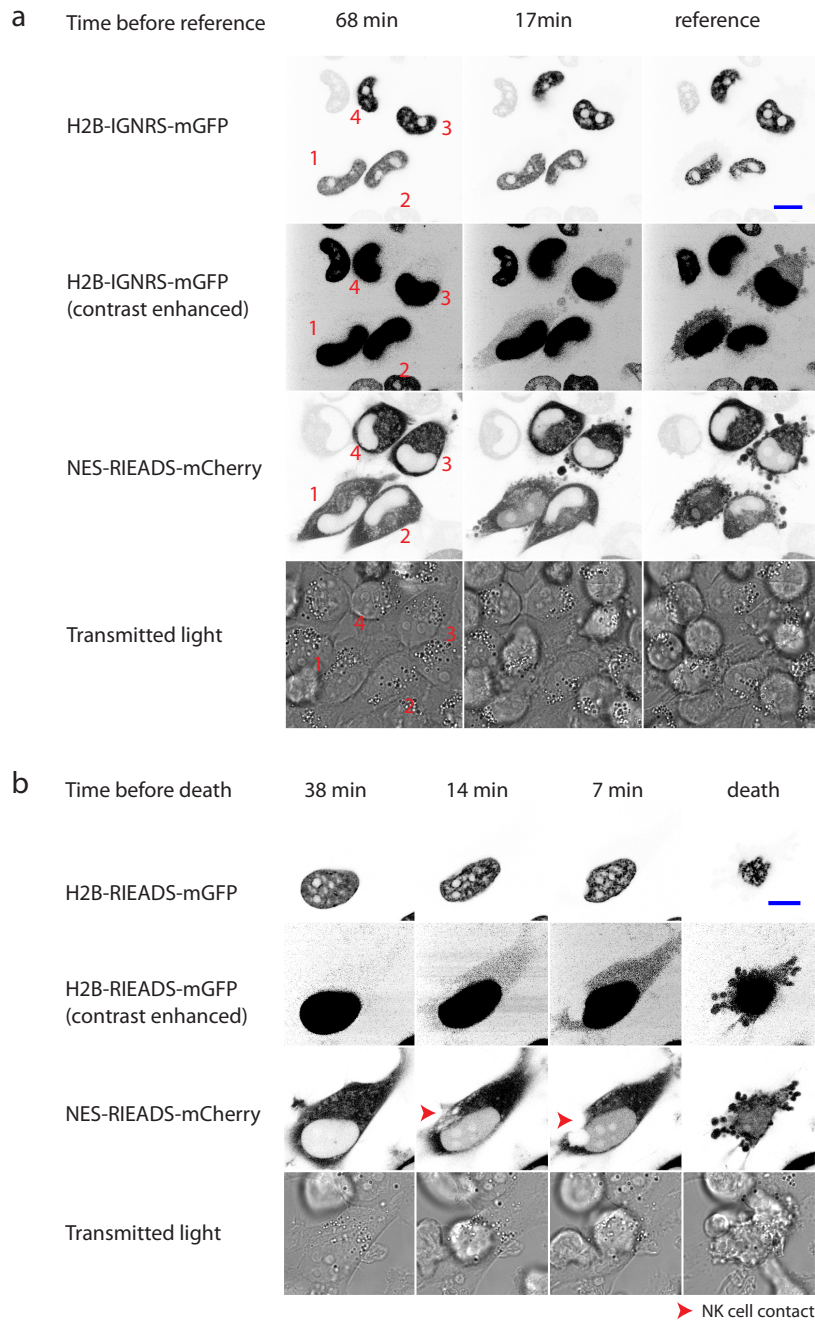 a
Time before reference 68 min 17min reference
H2B-IGNRS-mGFP
4
3
1
2
H2B-IGNRS-mGFP
(contrast enhanced)
4
3
1
2
NES-RIEADS-mCherry
4
3
1
2
Transmitted light
4
3
1
2
b
Time before death 38 min 14 min 7 min death
H2B-RIEADS-mGFP
H2B-RIEADS-mGFP
(contrast enhanced)
NES-RIEADS-mCherry
Transmitted light
NK cell contact